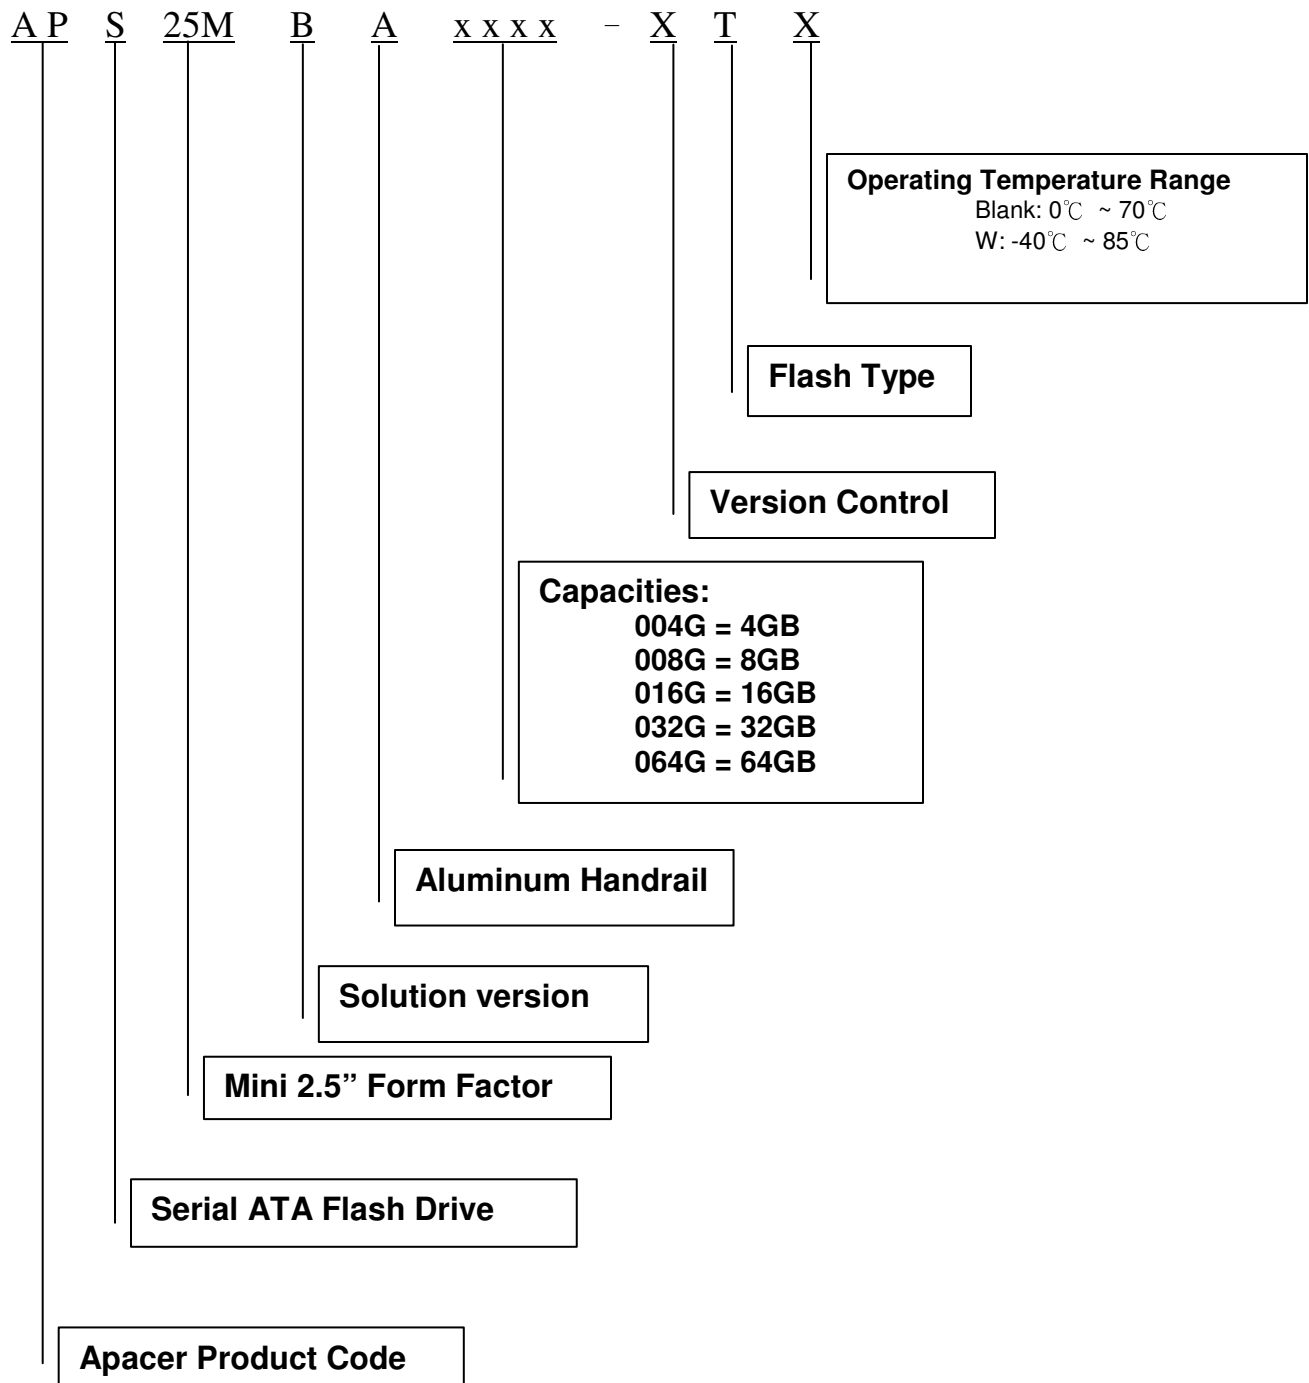 A P S 25M B A x x x x - X T X
Operating Temperature Range
Blank: 0℃ ~ 70℃
W: -40℃ ~ 85℃
Flash Type
Version Control
Capacities:
004G = 4GB
008G = 8GB
016G = 16GB
032G = 32GB
064G = 64GB
Aluminum Handrail
Solution version
Mini 2.5” Form Factor
Serial ATA Flash Drive
Apacer Product Code